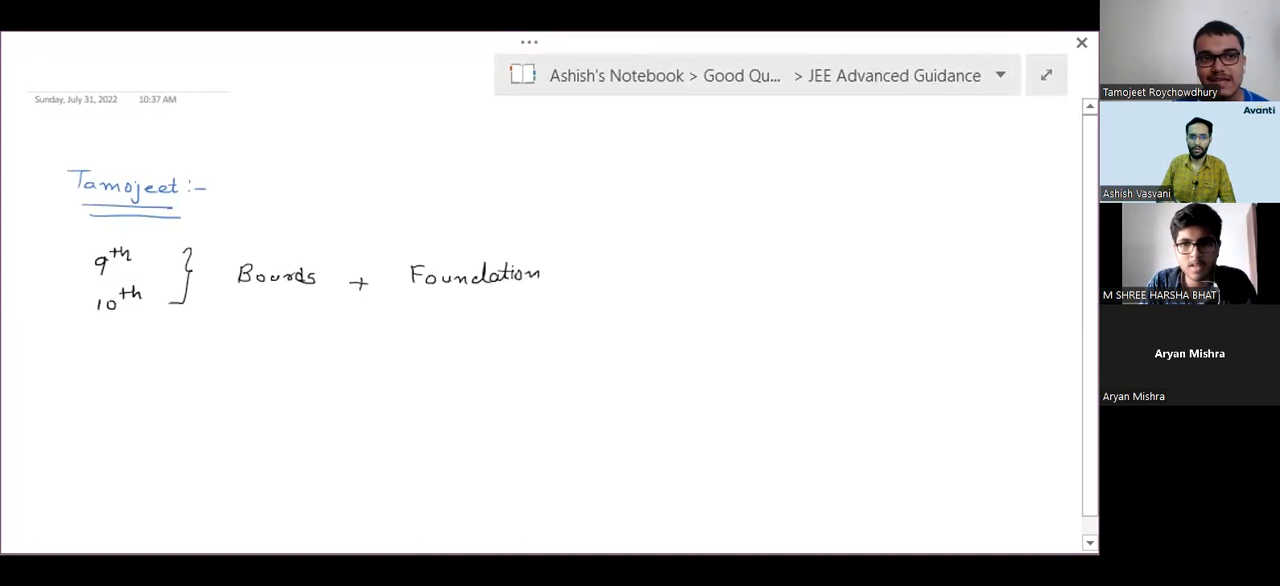 Ashish's Notebook > Good Qu... > JEE Advanced Guidance
Sunday, July 31, 2022 10:37 AM
Tamojeet :-
9th
10th } Boards + Foundation
Tamojeet Roychowdhury
Avanti
Ashish Vasvani
M SHREE HARSHA BHAT
Aryan Mishra
Aryan Mishra